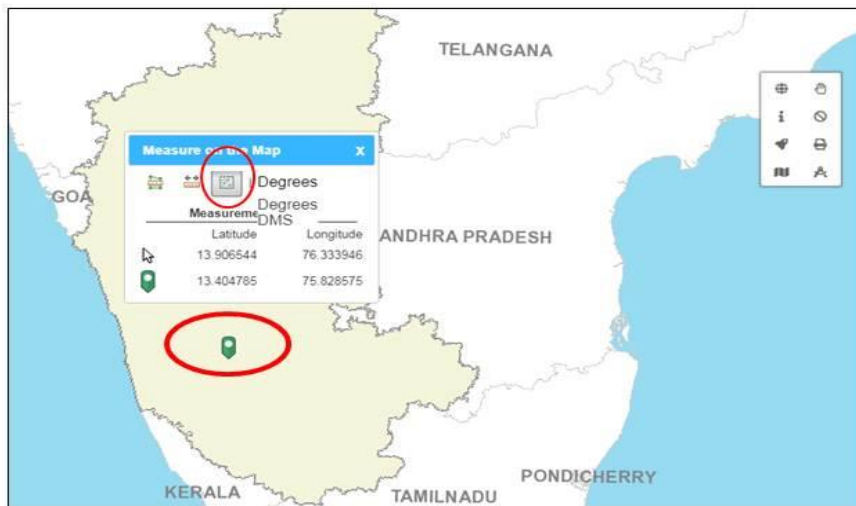 TELANGANA
Measure on the Map X
Degrees
GOA
Degrees
Measureme
DMS
ANDHRA PRADESH
Latitude Longitude
13.906544 76.333946
13.404785 75.828575
PONDICHERRY
KERALA
TAMILNADU